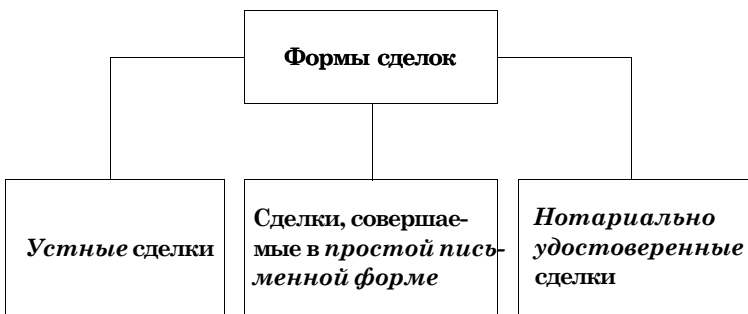 Формы сделок
Устные сделки
Сделки, совершае-
мые в простой пись-
менной форме
Нотариально
удостоверенные
сделки